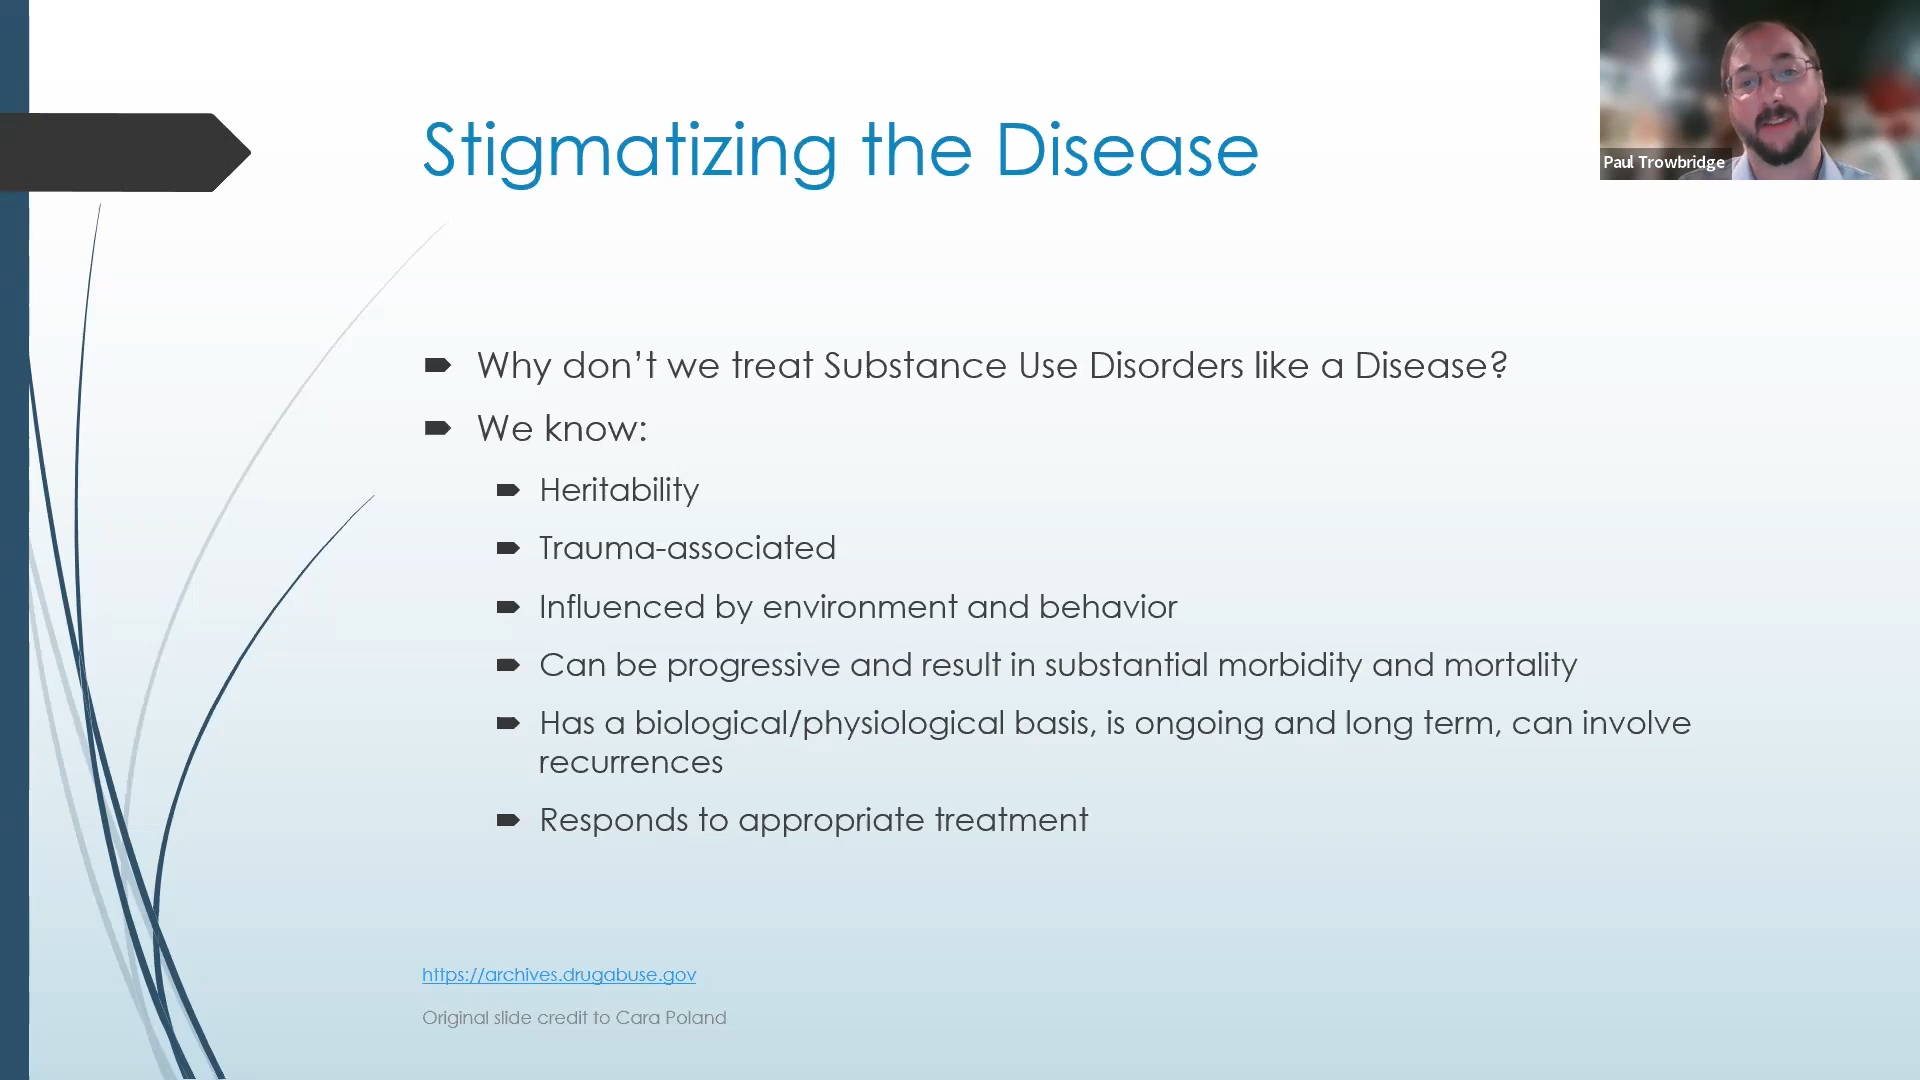 Stigmatizing the Disease
Paul Trowbridge
Why don’t we treat Substance Use Disorders like a Disease?
We know:
Heritability
Trauma-associated
Influenced by environment and behavior
Can be progressive and result in substantial morbidity and mortality
Has a biological/physiological basis, is ongoing and long term, can involve
recurrences
Responds to appropriate treatment
https://archives.drugabuse.gov
Original slide credit to Cara Poland